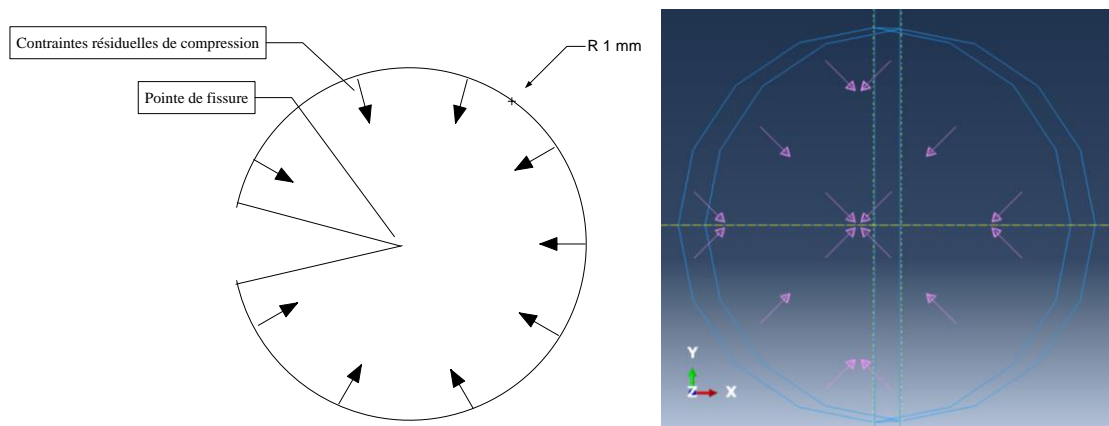 Contraintes résiduelles de compression
R 1 mm
Pointe de fissure
Y
Z X